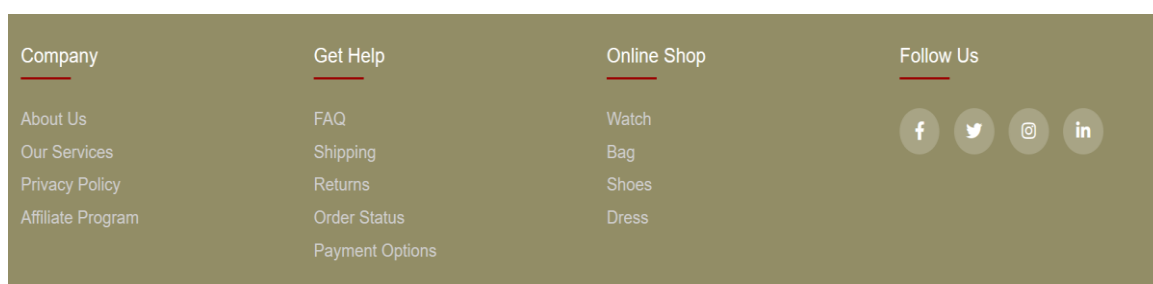 Company
About Us
Our Services
Privacy Policy
Affiliate Program
Get Help
FAQ
Shipping
Returns
Order Status
Payment Options
Online Shop
Watch
Bag
Shoes
Dress
Follow Us